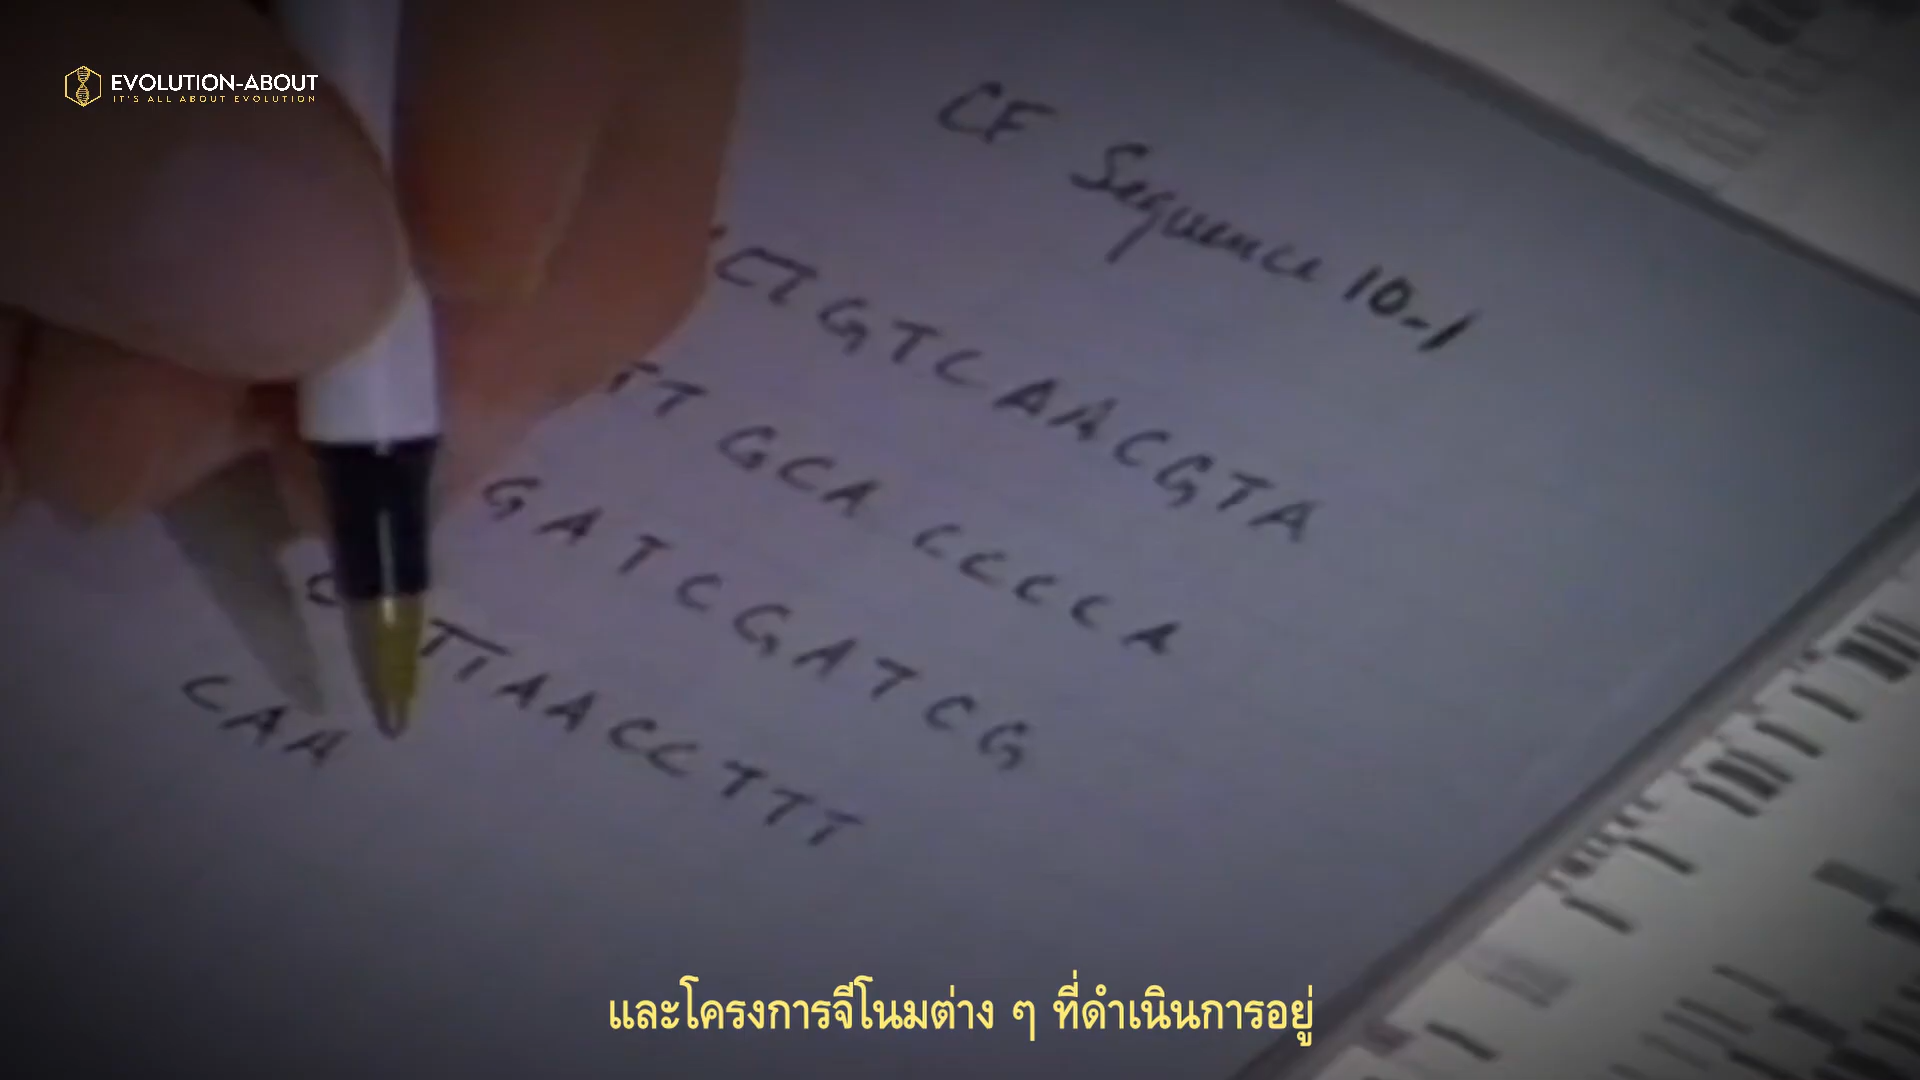 EVOLUTION-ABOUT
IT'S ALL ABOUT EVOLUTION
CF Sequence 10-1
CTGTCAACGTA
TT GCA CCCCA
GATCGATCG
TTAACCTTT
CAA
และโครงการจีโนมต่าง ๆ ที่ดำเนินการอยู่